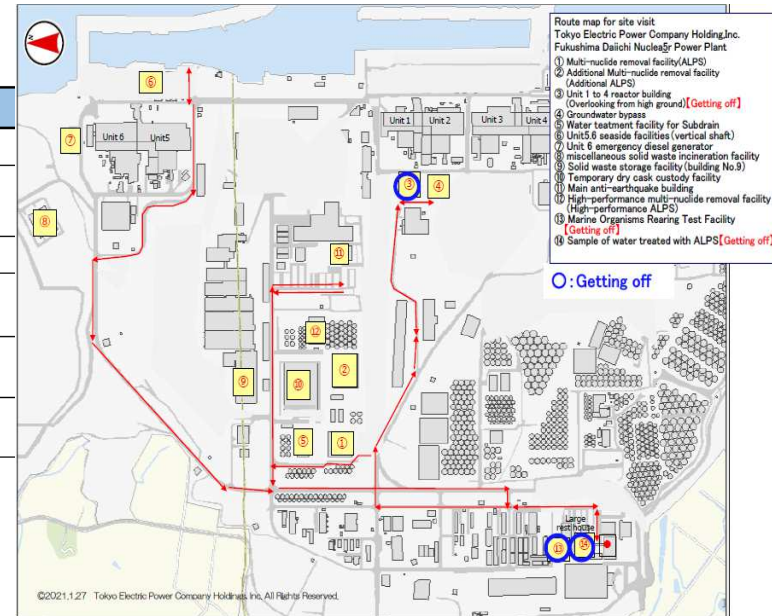 Route map for site visit
Tokyo Electric Power Company Holding,Inc.
Fukushima Daiichi Nuclea5r Power Plant
① Multi-nuclide removal facility(ALPS)
② Additional Multi-nuclide removal facility
(Additional ALPS)
③ Unit 1 to 4 reactor building
(Overlooking from high ground)【Getting off】
④ Groundwater bypass
⑤ Water teatment facility for Subdrain
⑥ Unit5.6 seaside facilities (vertical shaft)
⑦ Unit 6 emergency diesel generator
⑧ miscellaneous solid waste incineration facility
⑨ Solid waste storage facility (building No.9)
⑩ Temporary dry cask custody facility
⑪ Main anti-earthquake building
⑫ High-performance multi-nuclide removal facility
(High-performance ALPS)
⑬ Marine Organisms Rearing Test Facility
【Getting off】
⑭ Sample of water treated with ALPS【Getting off】
○: Getting off
N
⑥
Unit 6
Unit5
Unit 1
Unit 2
Unit 3
Unit 4
⑦
③
④
⑧
⑪
⑫
②
⑨
⑩
⑤
①
Large
rest house
⑬
⑭
©2021,1,27 Tokyo Electric Power Company Holdings, Inc. All Rights Reserved.